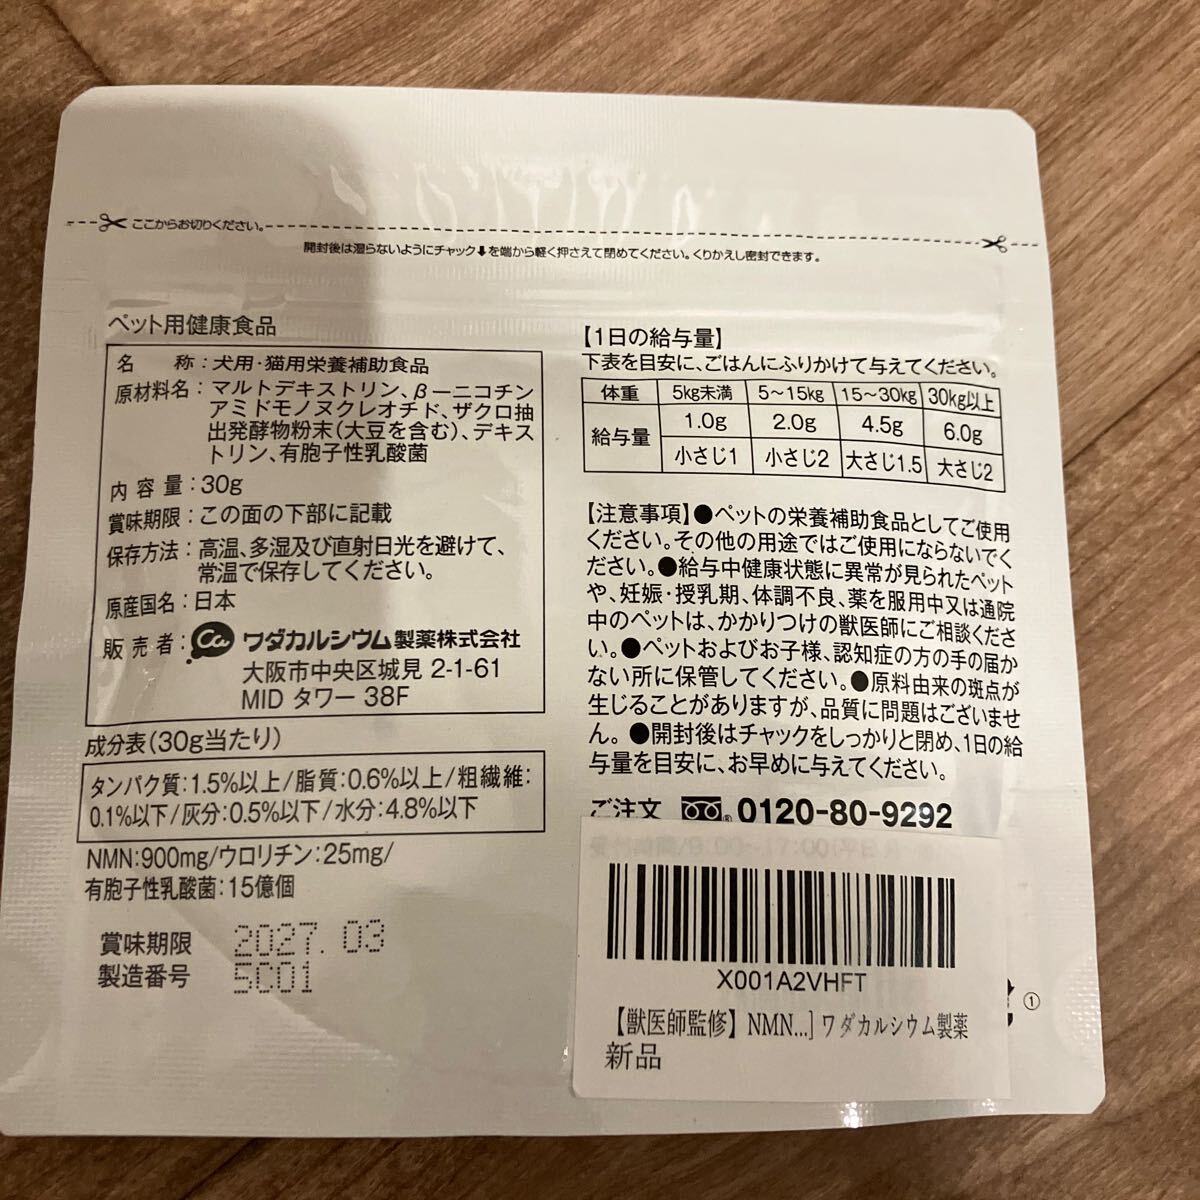 ここからお切りください。
開封後は湿らないようにチャック⬇を端から軽く押さえて閉めてください。くりかえし密封できます。
ペット用健康食品
名　　称：犬用・猫用栄養補助食品
原材料名：マルトデキストリン、β－ニコチン
アミドモノヌクレオチド、ザクロ抽
出発酵物粉末(大豆を含む)、デキス
トリン、有胞子性乳酸菌
内 容 量：30g
賞味期限：この面の下部に記載
保存方法：高温、多湿及び直射日光を避けて、
常温で保存してください。
原産国名：日本
販 売 者：Ca ワダカルシウム製薬株式会社
大阪市中央区城見 2-1-61
MID タワー 38F
成分表(30g当たり)
タンパク質：1.5%以上/脂質：0.6%以上/粗繊維：
0.1%以下/灰分：0.5%以下/水分：4.8%以下
NMN：900mg/ウロリチン：25mg/
有胞子性乳酸菌：15億個
賞味期限 2027.03
製造番号 5C01
【1日の給与量】
下表を目安に、ごはんにふりかけて与えてください。
体重 5kg未満 5～15kg 15～30kg 30kg以上
給与量 1.0g 2.0g 4.5g 6.0g
小さじ1 小さじ2 大さじ1.5 大さじ2
【注意事項】●ペットの栄養補助食品としてご使用
ください。その他の用途ではご使用にならないでく
ださい。●給与中健康状態に異常が見られたペット
や、妊娠・授乳期、体調不良、薬を服用中又は通院
中のペットは、かかりつけの獣医師にご相談くださ
い。●ペットおよびお子様、認知症の方の手の届か
ない所に保管してください。●原料由来の斑点が
生じることがありますが、品質に問題はございませ
ん。●開封後はチャックをしっかりと閉め、1日の給
与量を目安に、お早めに与えてください。
ご注文 0120-80-9292
X001A2VHFT
【獣医師監修】NMN...] ワダカルシウム製薬
新品
①